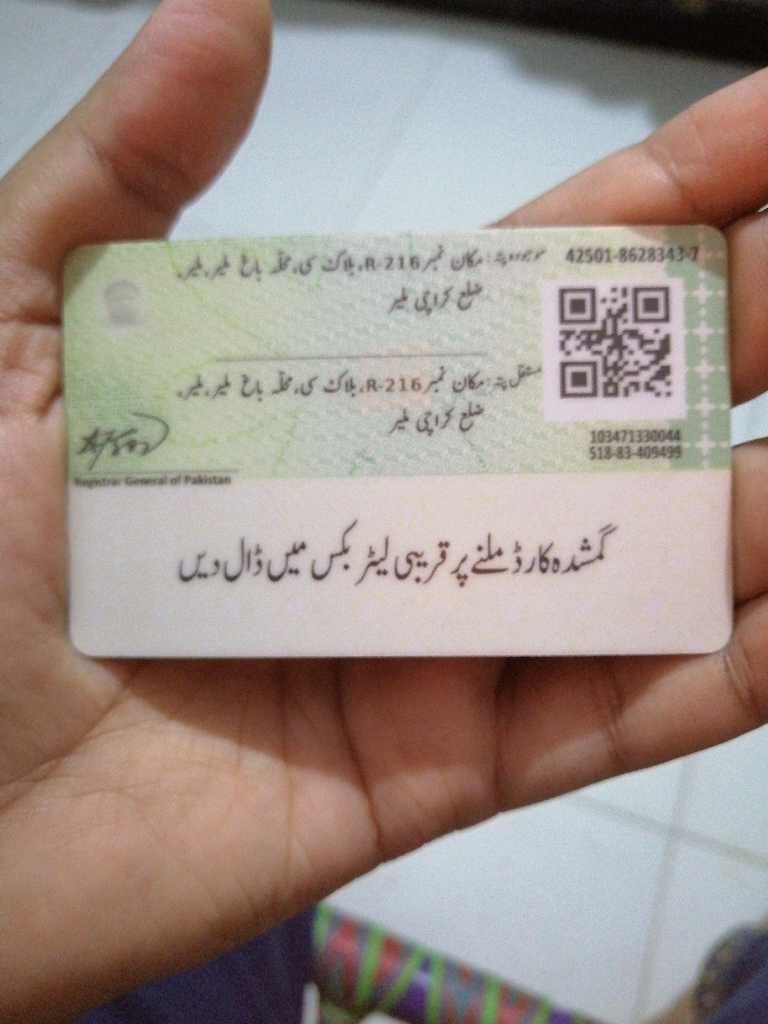 موجودہ پتہ: مکان نمبر R-216، بلاک سی، محلّہ باغ ملیر، ملیر، 42501-8628343-7
ضلع کراچی ملیر
مستقل پتہ: مکان نمبر R-216، بلاک سی، محلّہ باغ ملیر، ملیر،
ضلع کراچی ملیر
103471330044
518-83-409499
Registrar General of Pakistan
گمشدہ کارڈ ملنے پر قریبی لیٹر بکس میں ڈال دیں